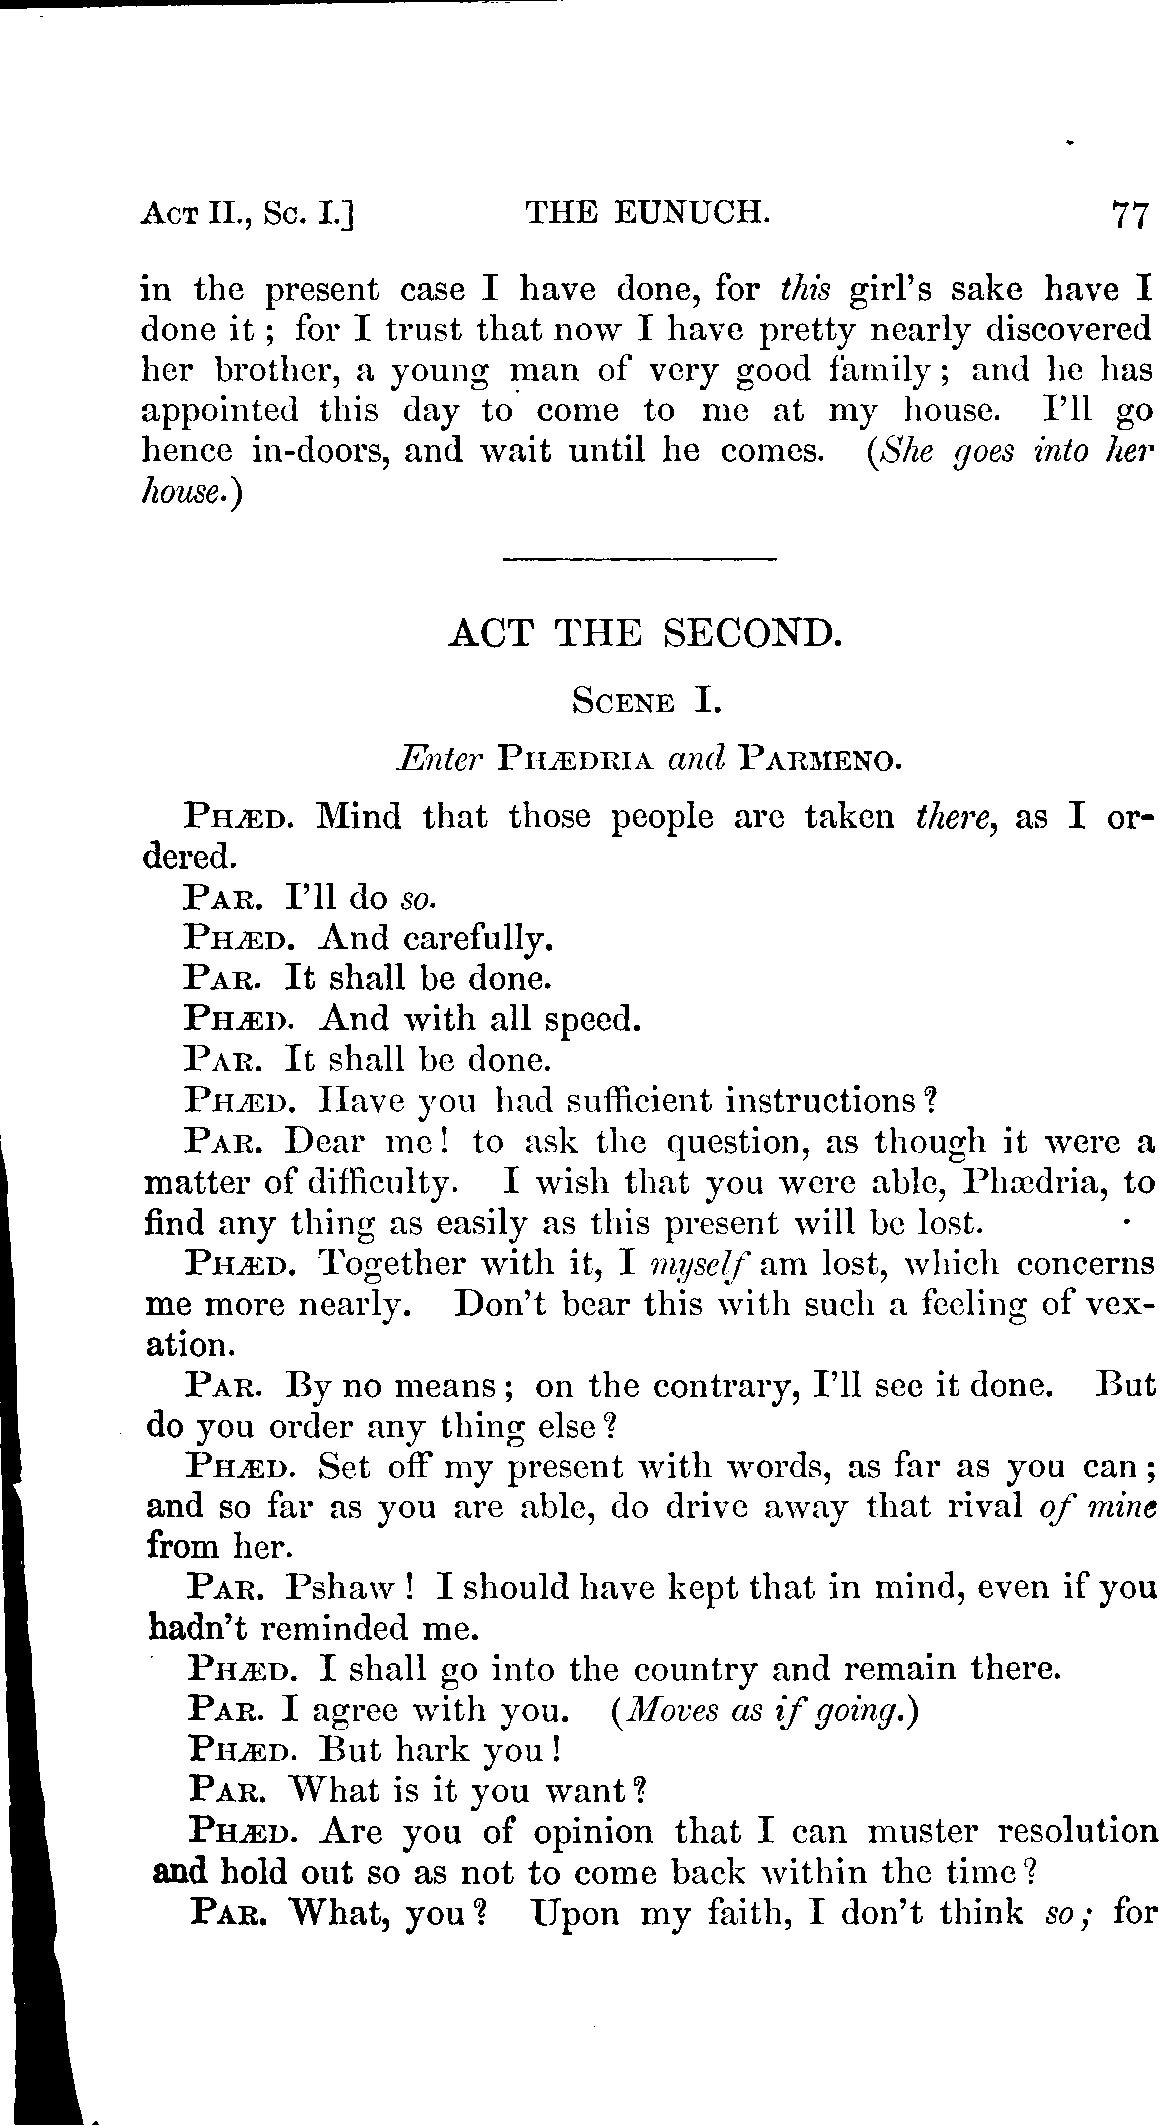 ACT II., SC. I.] THE EUNUCH. 77
in the present case I have done, for this girl's sake have I
done it; for I trust that now I have pretty nearly discovered
her brother, a young man of very good family; and he has
appointed this day to come to me at my house. I'll go
hence in-doors, and wait until he comes. (She goes into her
house.)
ACT THE SECOND.
SCENE I.
Enter PHÆDRIA and PARMENO.
PHÆD. Mind that those people are taken there, as I or-
dered.
PAR. I'll do so.
PHÆD. And carefully.
PAR. It shall be done.
PHÆD. And with all speed.
PAR. It shall be done.
PHÆD. Have you had sufficient instructions?
PAR. Dear me! to ask the question, as though it were a
matter of difficulty. I wish that you were able, Phædria, to
find any thing as easily as this present will be lost.
PHÆD. Together with it, I myself am lost, which concerns
me more nearly. Don't bear this with such a feeling of vex-
ation.
PAR. By no means; on the contrary, I'll see it done. But
do you order any thing else?
PHÆD. Set off my present with words, as far as you can;
and so far as you are able, do drive away that rival of mine
from her.
PAR. Pshaw! I should have kept that in mind, even if you
hadn't reminded me.
PHÆD. I shall go into the country and remain there.
PAR. I agree with you. (Moves as if going.)
PHÆD. But hark you!
PAR. What is it you want?
PHÆD. Are you of opinion that I can muster resolution
and hold out so as not to come back within the time?
PAR. What, you? Upon my faith, I don't think so; for